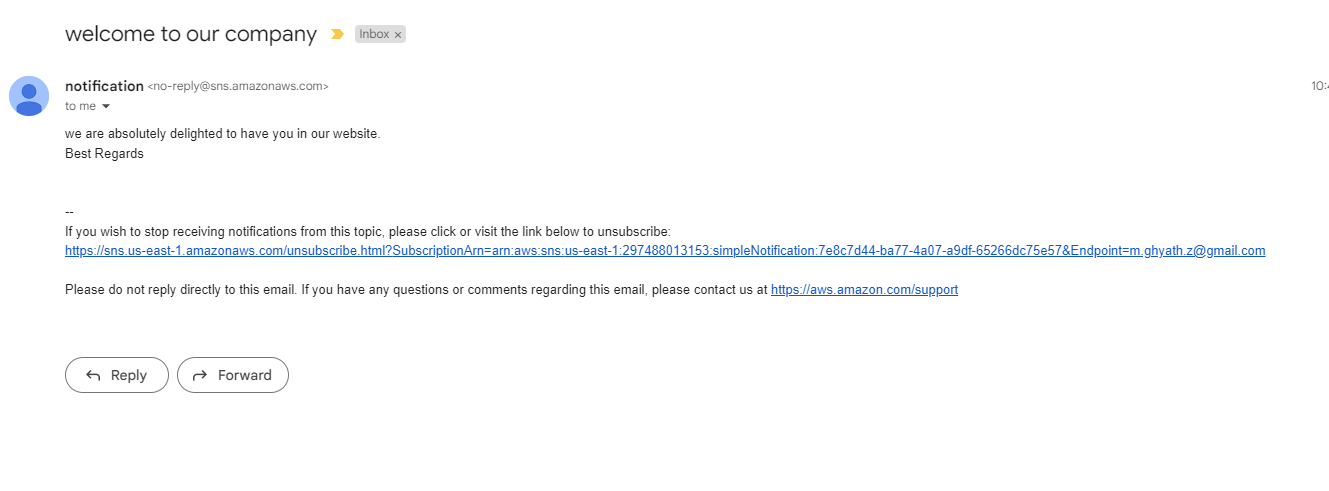 welcome to our company
Inbox ×
notification <no-reply@sns.amazonaws.com>
10:
to me
we are absolutely delighted to have you in our website.
Best Regards
--
If you wish to stop receiving notifications from this topic, please click or visit the link below to unsubscribe:
https://sns.us-east-1.amazonaws.com/unsubscribe.html?SubscriptionArn=arn:aws:sns:us-east-1:297488013153:simpleNotification:7e8c7d44-ba77-4a07-a9df-65266dc75e57&Endpoint=m.ghyath.z@gmail.com
Please do not reply directly to this email. If you have any questions or comments regarding this email, please contact us at https://aws.amazon.com/support
Reply
Forward